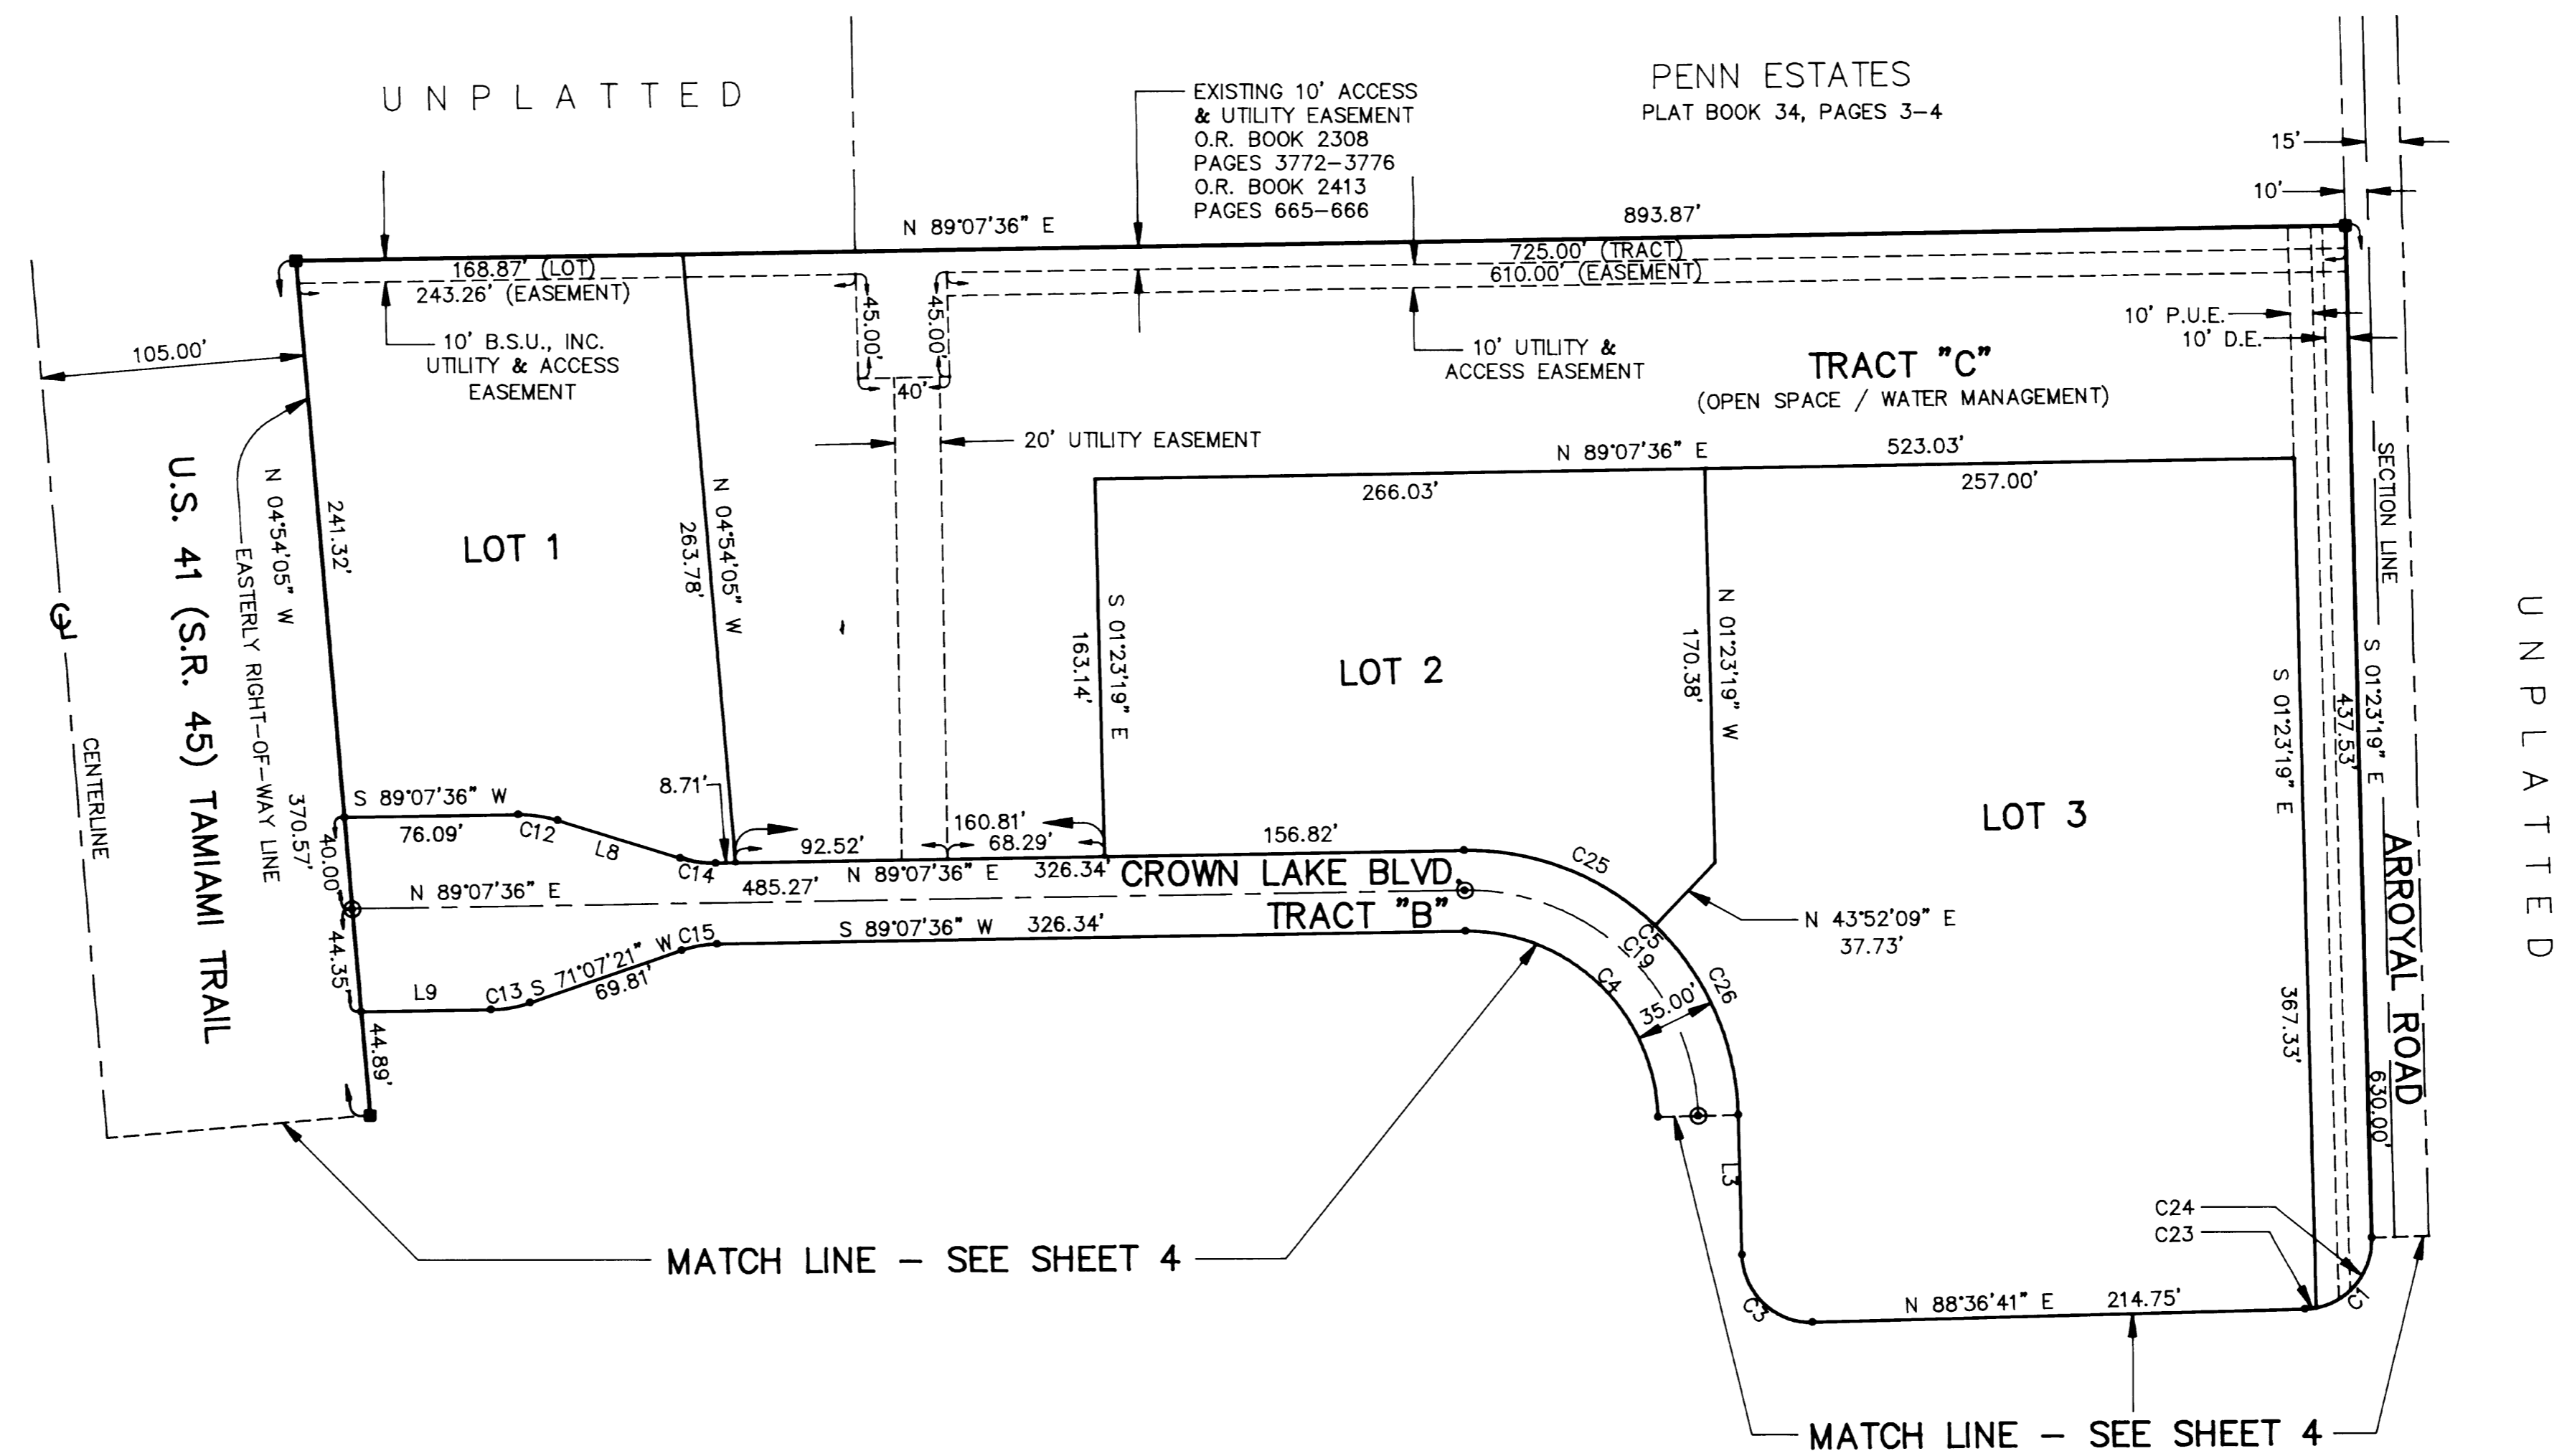 UNPLATTED
EXISTING 10' ACCESS
& UTILITY EASEMENT
O.R. BOOK 2308
PAGES 3772-3776
O.R. BOOK 2413
PAGES 665-666
PENN ESTATES
PLAT BOOK 34, PAGES 3-4
15'
10'
N 89°07'36" E
893.87'
168.87' (LOT)
243.26' (EASEMENT)
725.00' (TRACT)
610.00' (EASEMENT)
45.00'
45.00'
40'
105.00'
10' B.S.U., INC.
UTILITY & ACCESS
EASEMENT
10' UTILITY &
ACCESS EASEMENT
10' P.U.E.
10' D.E.
TRACT "C"
(OPEN SPACE / WATER MANAGEMENT)
20' UTILITY EASEMENT
N 89°07'36" E
523.03'
266.03'
257.00'
SECTION LINE
U.S. 41 (S.R. 45) TAMIAMI TRAIL
EASTERLY RIGHT-OF-WAY LINE
N 04°54'05" W
370.57'
241.32'
LOT 1
N 04°54'05" W
263.78'
163.14'
S 01°23'19" E
LOT 2
170.38'
N 01°23'19" W
LOT 3
S 01°23'19" E
367.33'
437.53'
S 01°23'19" E
630.00'
ARROYAL ROAD
UNPLATTED
CENTERLINE
S 89°07'36" W
76.09'
C12
L8
C14
8.71'
92.52'
160.81'
68.29'
156.82'
C25
40.00'
N 89°07'36" E
485.27'
N 89°07'36" E
326.34'
CROWN LAKE BLVD.
TRACT "B"
S 89°07'36" W
326.34'
44.35'
L9
C13
S 71°07'21" W
69.81'
C15
44.89'
C5
C19
C4
C26
35.00'
N 43°52'09" E
37.73'
L3
C3
N 88°36'41" E
214.75'
C24
C23
C1
MATCH LINE - SEE SHEET 4
MATCH LINE - SEE SHEET 4